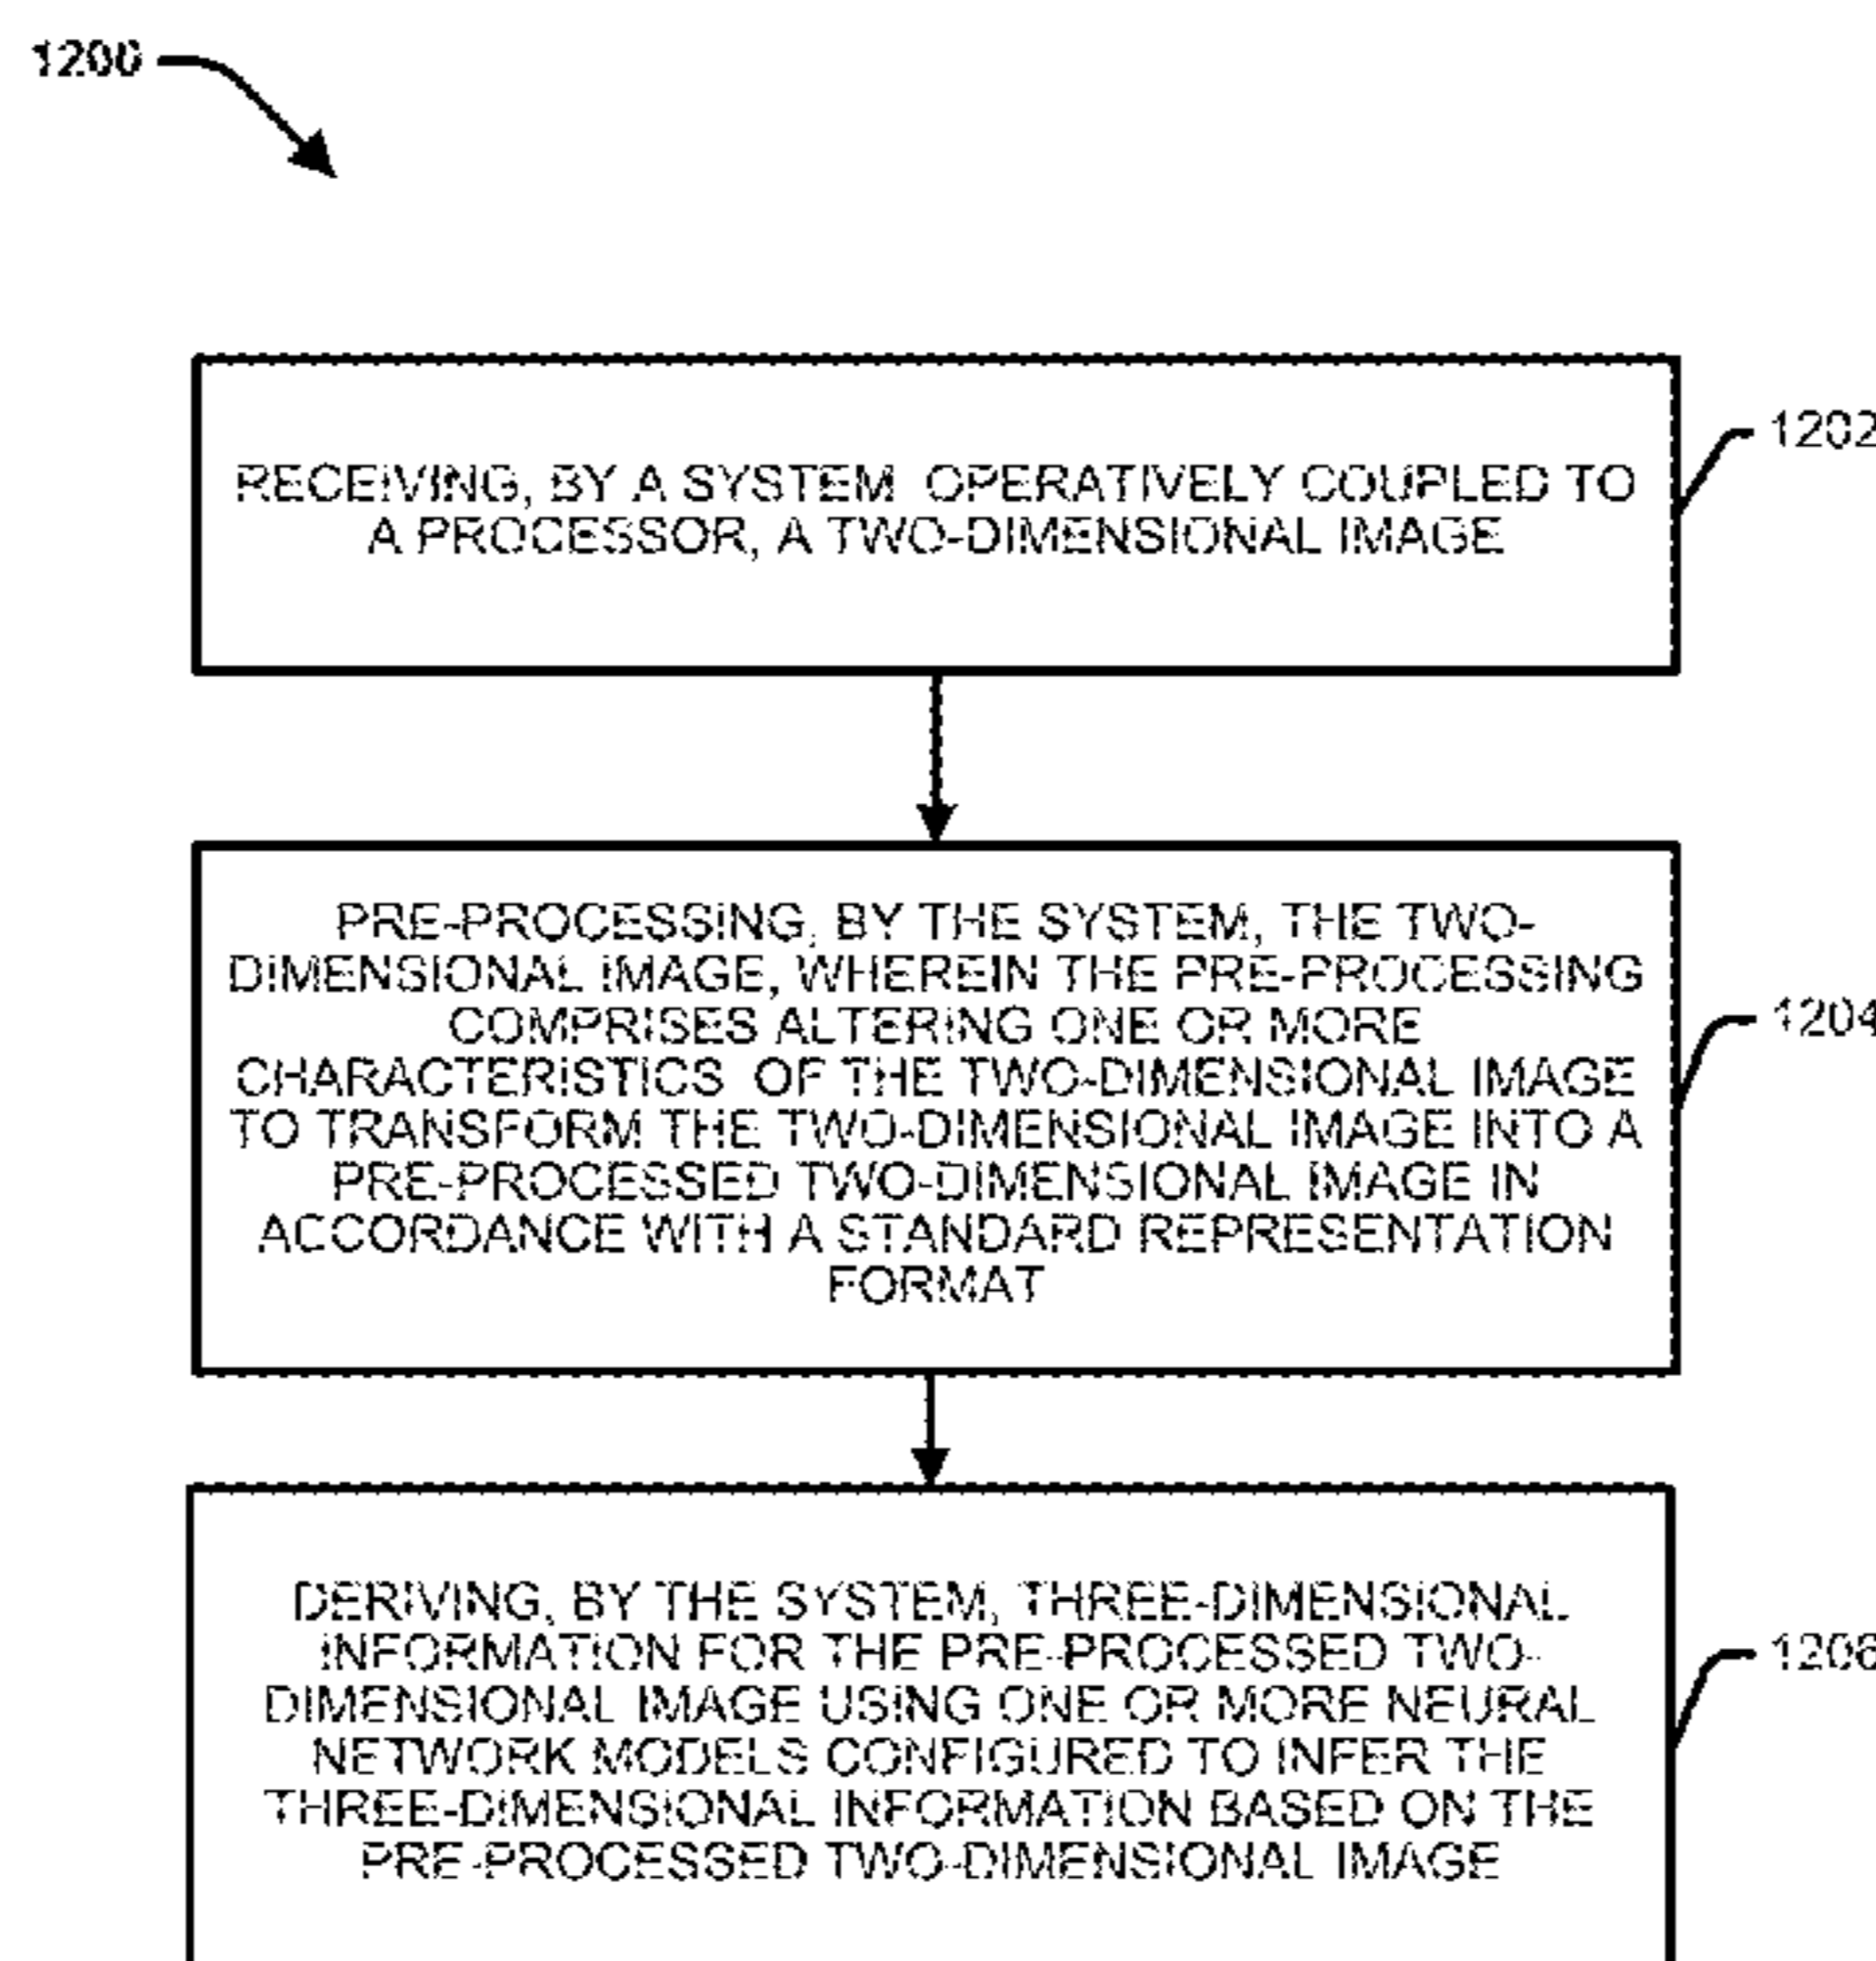 1200
RECEIVING, BY A SYSTEM OPERATIVELY COUPLED TO
A PROCESSOR, A TWO-DIMENSIONAL IMAGE
1202
PRE-PROCESSING, BY THE SYSTEM, THE TWO-
DIMENSIONAL IMAGE, WHEREIN THE PRE-PROCESSING
COMPRISES ALTERING ONE OR MORE
CHARACTERISTICS OF THE TWO-DIMENSIONAL IMAGE
TO TRANSFORM THE TWO-DIMENSIONAL IMAGE INTO A
PRE-PROCESSED TWO-DIMENSIONAL IMAGE IN
ACCORDANCE WITH A STANDARD REPRESENTATION
FORMAT
1204
DERIVING, BY THE SYSTEM, THREE-DIMENSIONAL
INFORMATION FOR THE PRE-PROCESSED TWO-
DIMENSIONAL IMAGE USING ONE OR MORE NEURAL
NETWORK MODELS CONFIGURED TO INFER THE
THREE-DIMENSIONAL INFORMATION BASED ON THE
PRE-PROCESSED TWO-DIMENSIONAL IMAGE
1206